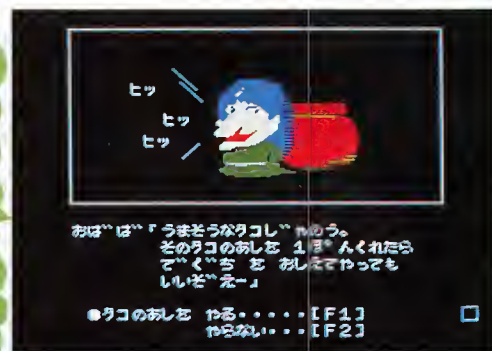 ヒッ
ヒッ
ヒッ
おばば「うまそうなタコじゃのう。
そのタコのあしを 1ぽんくれたら
でぐち を おしえてやっても
いいぞえー」
●タコのあしを やる・・・・・[F1]
やらない・・・[F2]